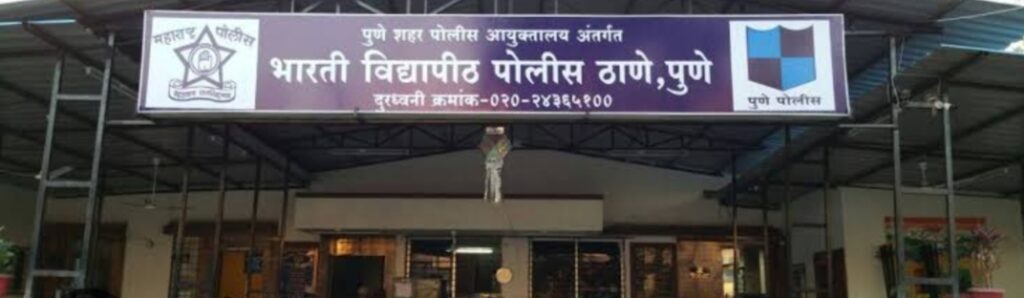 महाराष्ट्र पोलीस
पुणे शहर पोलीस आयुक्तालय अंतर्गत
भारती विद्यापीठ पोलीस ठाणे,पुणे
दुरध्वनी क्रमांक-०२०-२४३६५१००
पुणे पोलीस